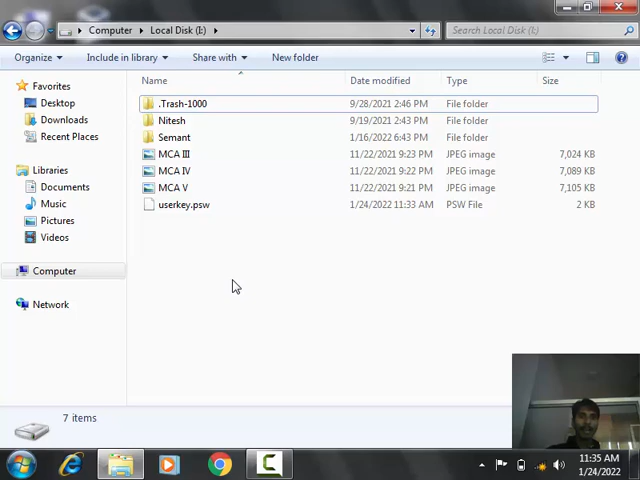 Computer Local Disk (I:)
Search Local Disk (I:)
Organize Include in library Share with New folder
Name Date modified Type Size
Favorites
Desktop
Downloads
Recent Places
Libraries
Documents
Music
Pictures
Videos
Computer
Network
.Trash-1000 9/28/2021 2:46 PM File folder
Nitesh 9/19/2021 2:43 PM File folder
Semant 1/16/2022 6:43 PM File folder
MCA III 11/22/2021 9:23 PM JPEG image 7,024 KB
MCA IV 11/22/2021 9:22 PM JPEG image 7,089 KB
MCA V 11/22/2021 9:21 PM JPEG image 7,105 KB
userkey.psw 1/24/2022 11:33 AM PSW File 2 KB
7 items
11:35 AM
1/24/2022